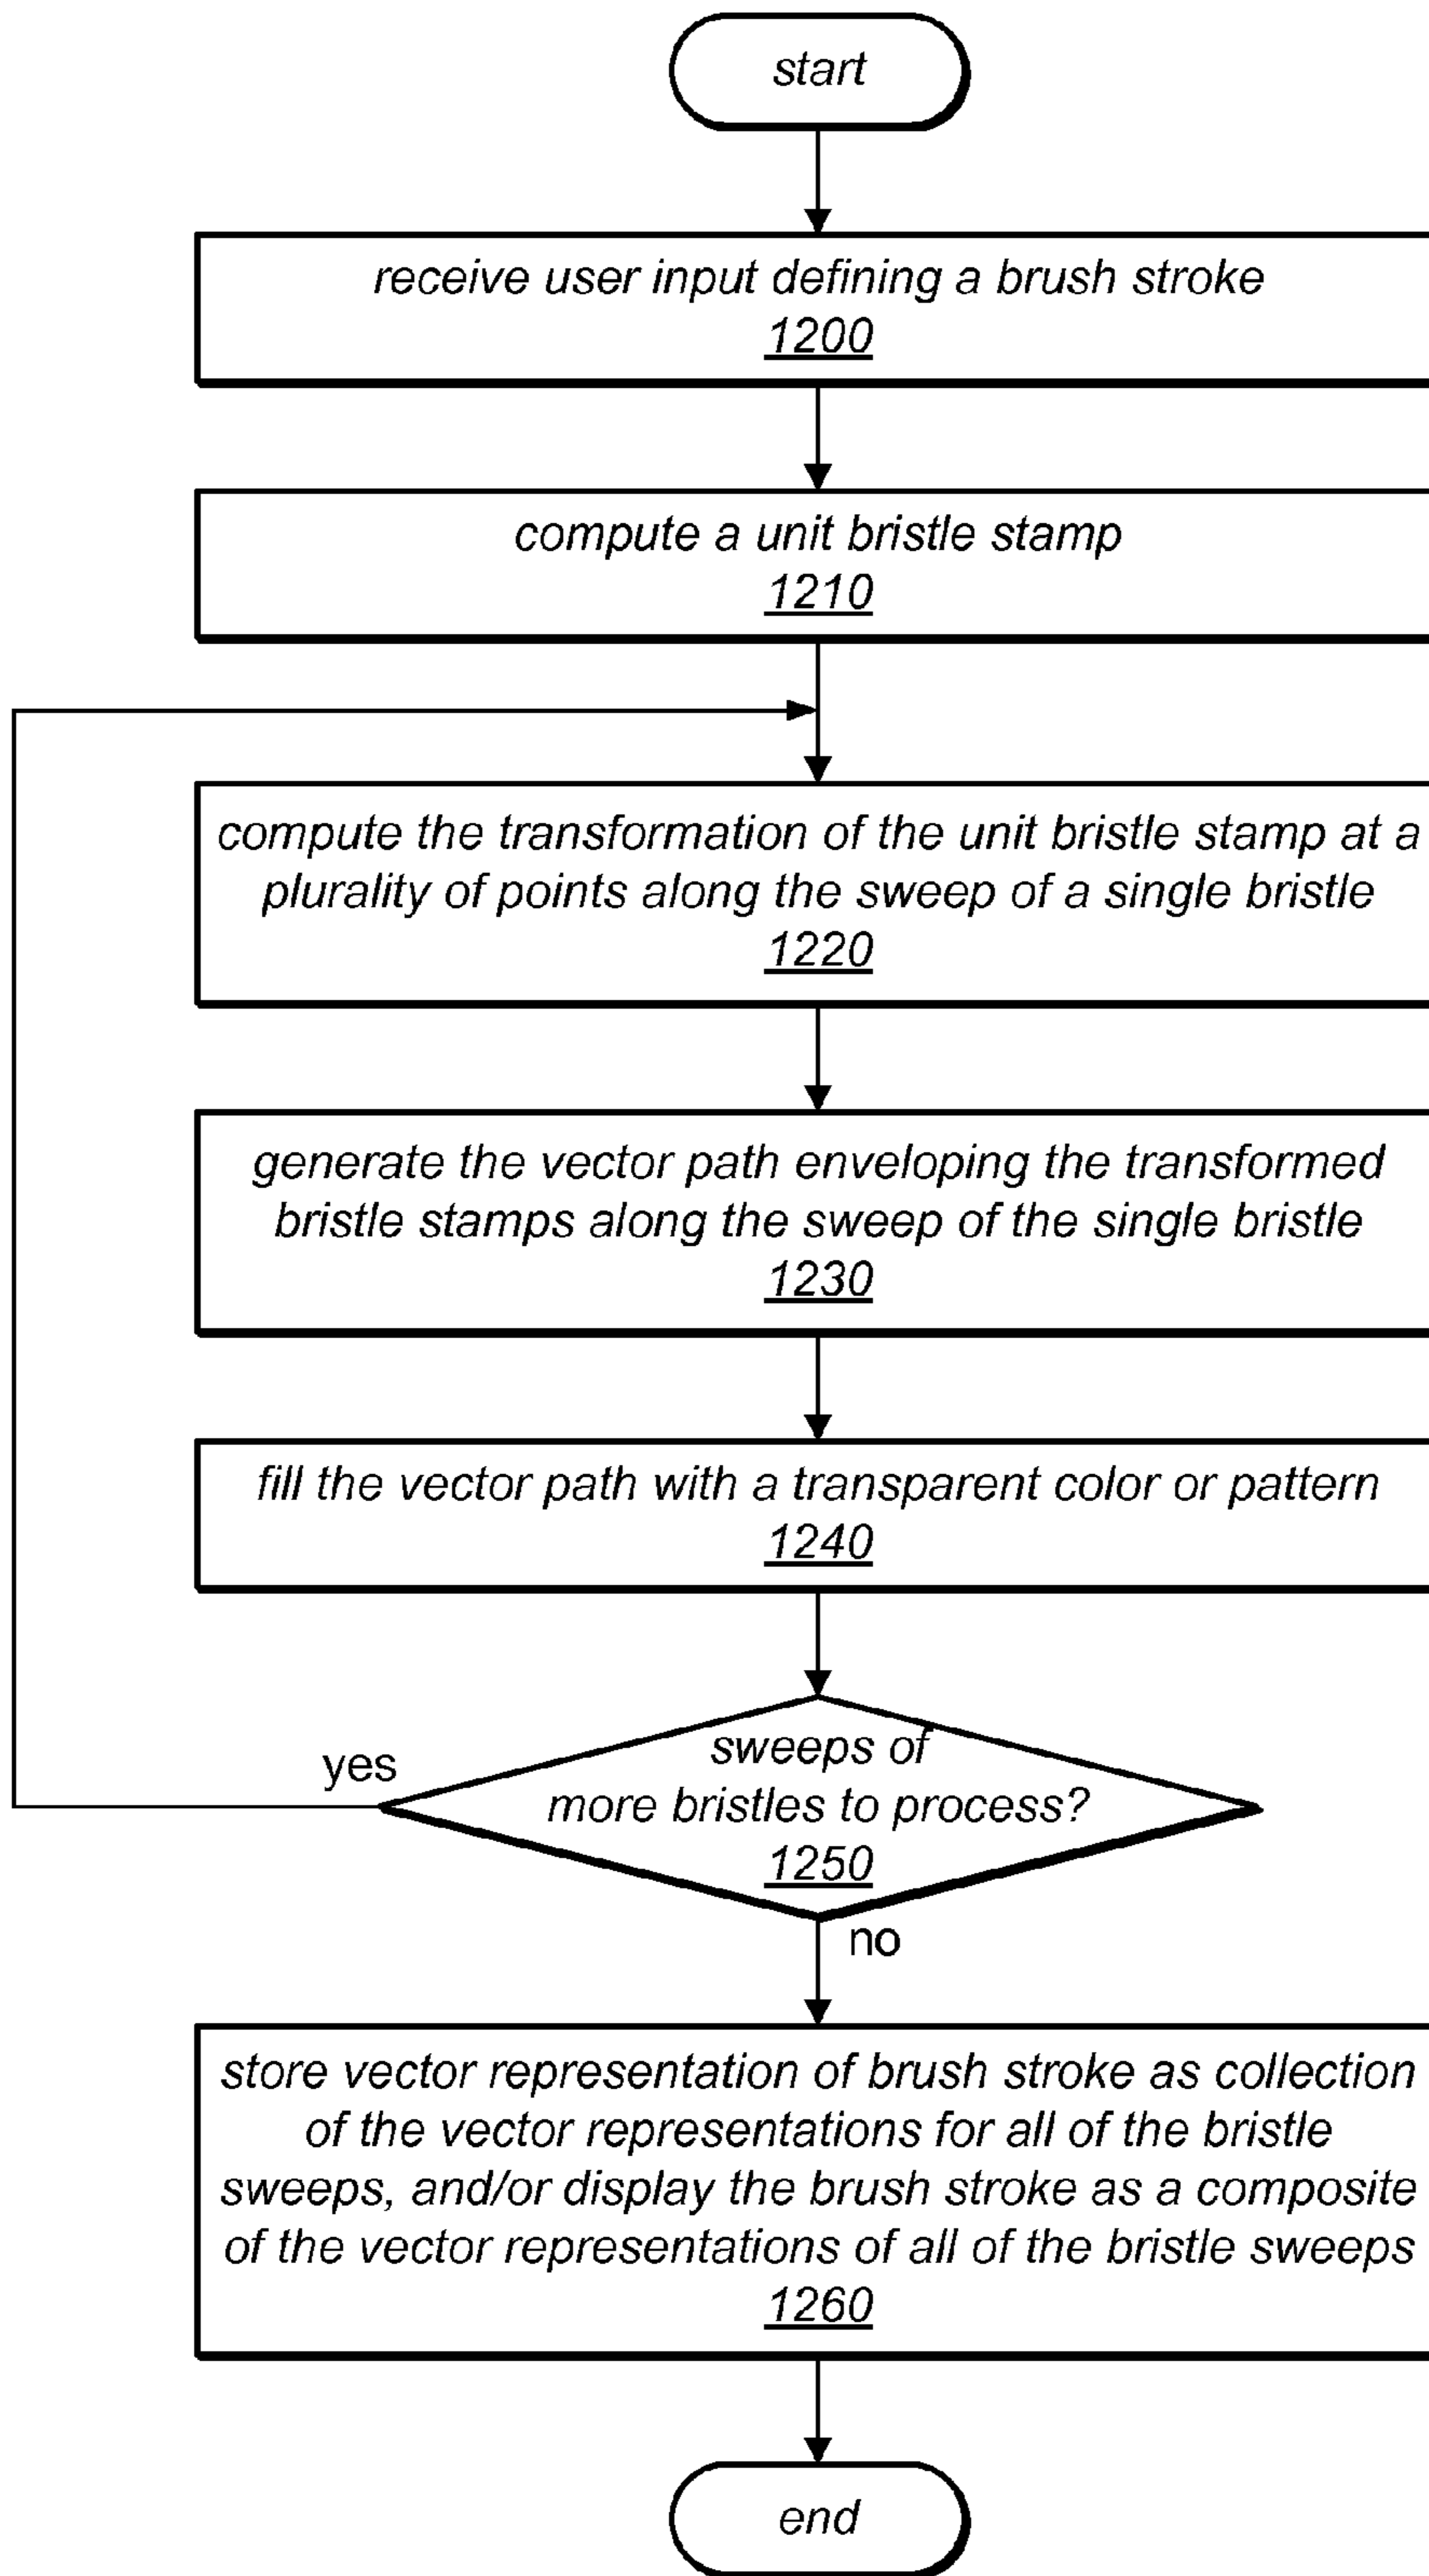 start
receive user input defining a brush stroke
1200
compute a unit bristle stamp
1210
compute the transformation of the unit bristle stamp at a
plurality of points along the sweep of a single bristle
1220
generate the vector path enveloping the transformed
bristle stamps along the sweep of the single bristle
1230
fill the vector path with a transparent color or pattern
1240
sweeps of
more bristles to process?
1250
yes
no
store vector representation of brush stroke as collection
of the vector representations for all of the bristle
sweeps, and/or display the brush stroke as a composite
of the vector representations of all of the bristle sweeps
1260
end